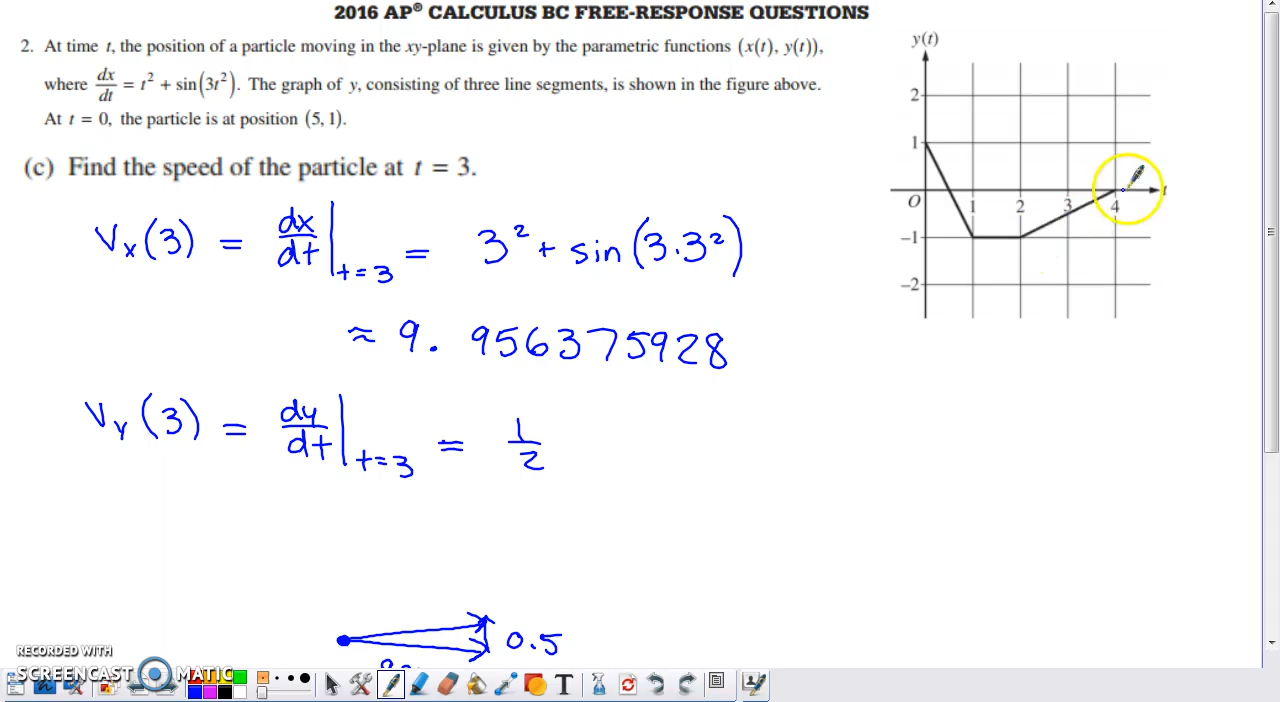 2016 AP® CALCULUS BC FREE-RESPONSE QUESTIONS
2. At time t, the position of a particle moving in the xy-plane is given by the parametric functions (x(t), y(t)),
where dx/dt = t² + sin(3t²). The graph of y, consisting of three line segments, is shown in the figure above.
At t = 0, the particle is at position (5, 1).
(c) Find the speed of the particle at t = 3.
y(t)
2
1
O 1 2 3 4 t
−1
−2
Vx(3) = dx/dt |t=3 = 3² + sin(3·3²)
≈ 9.956375928
Vy(3) = dy/dt |t=3 = 1/2
0.5
RECORDED WITH
SCREENCAST MATIC
T